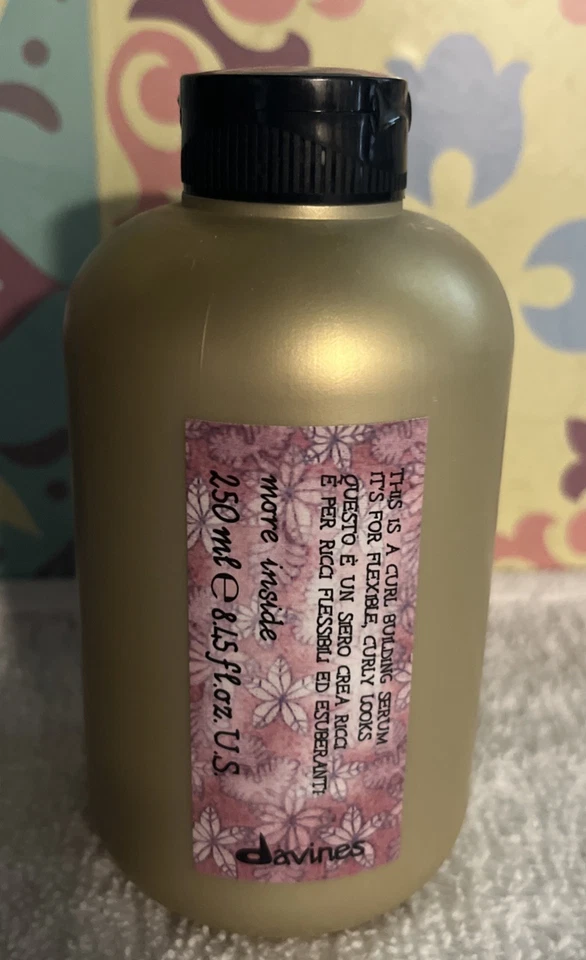 THIS IS A CURL BUILDING SERUM
IT'S FOR FLEXIBLE, CURLY LOOKS
QUESTO È UN SIERO CREA RICCI
È PER RICCI FLESSIBILI ED ESUBERANTI
more inside
250 ml ℮ 8.45 fl.oz. U.S.
davines